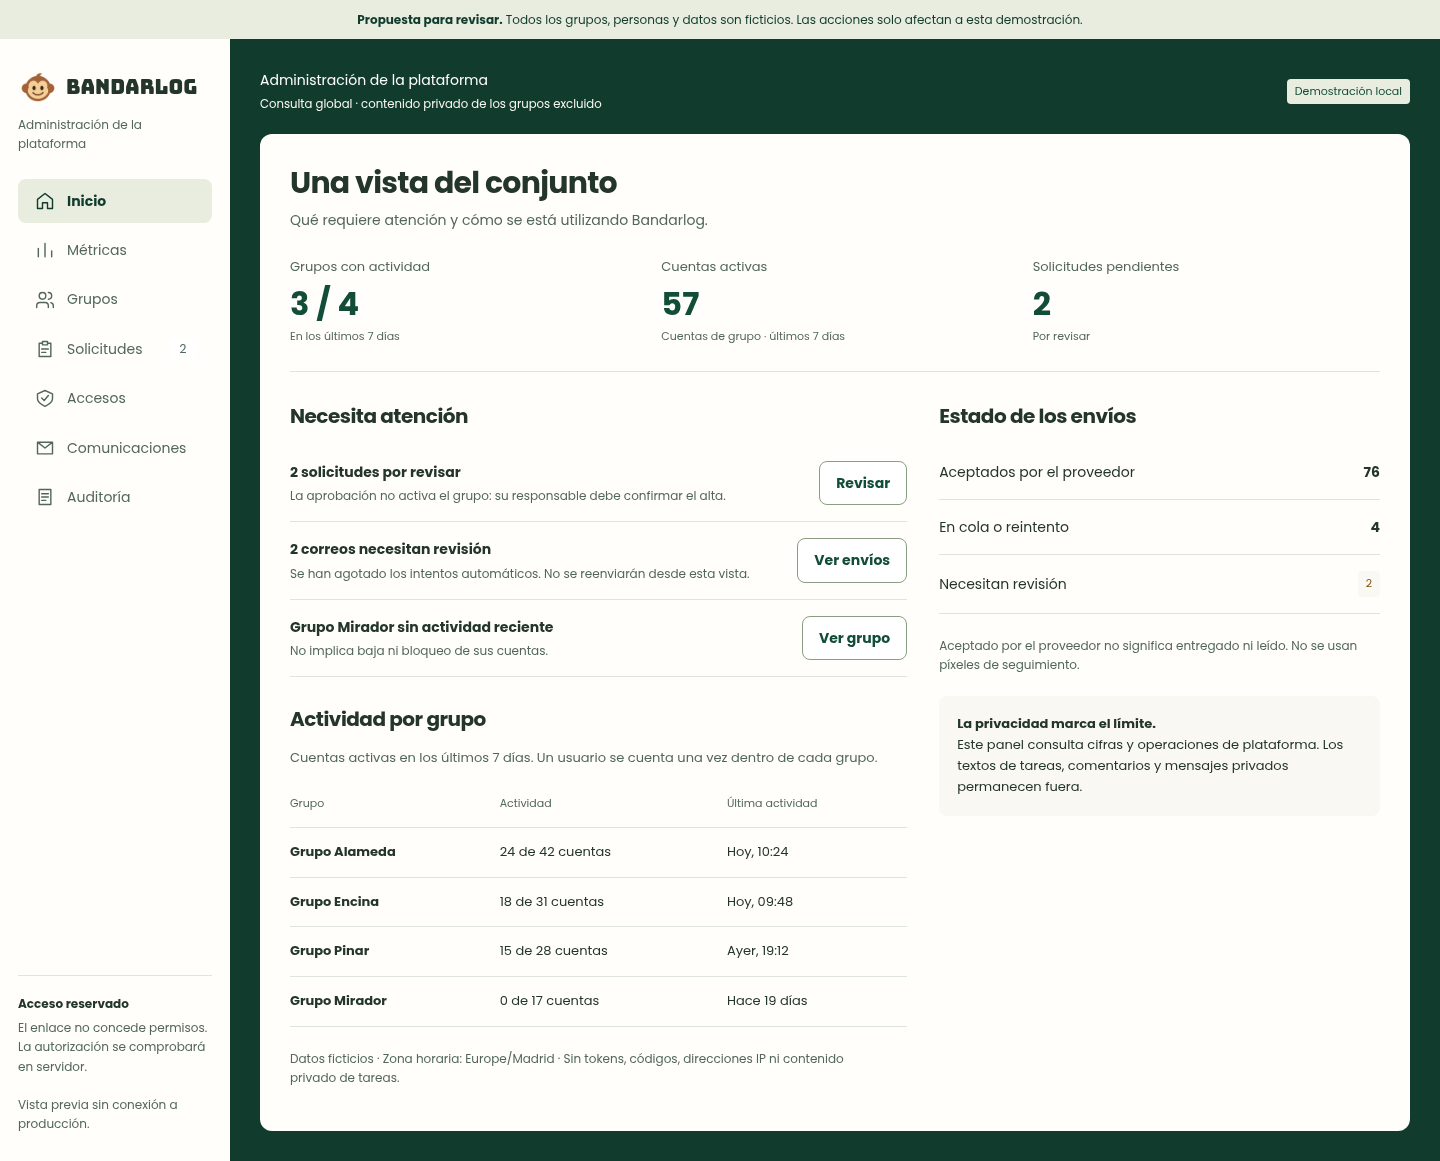 Propuesta para revisar. Todos los grupos, personas y datos son ficticios. Las acciones solo afectan a esta demostración.
BANDARLOG
Administración de la
plataforma
Inicio
Métricas
Grupos
Solicitudes 2
Accesos
Comunicaciones
Auditoría
Acceso reservado
El enlace no concede permisos.
La autorización se comprobará
en servidor.
Vista previa sin conexión a
producción.
Administración de la plataforma
Consulta global · contenido privado de los grupos excluido
Demostración local
Una vista del conjunto
Qué requiere atención y cómo se está utilizando Bandarlog.
Grupos con actividad
3 / 4
En los últimos 7 días
Cuentas activas
57
Cuentas de grupo · últimos 7 días
Solicitudes pendientes
2
Por revisar
Necesita atención
2 solicitudes por revisar
La aprobación no activa el grupo: su responsable debe confirmar el alta.
Revisar
2 correos necesitan revisión
Se han agotado los intentos automáticos. No se reenviarán desde esta vista.
Ver envíos
Grupo Mirador sin actividad reciente
No implica baja ni bloqueo de sus cuentas.
Ver grupo
Actividad por grupo
Cuentas activas en los últimos 7 días. Un usuario se cuenta una vez dentro de cada grupo.
Grupo Actividad Última actividad
Grupo Alameda 24 de 42 cuentas Hoy, 10:24
Grupo Encina 18 de 31 cuentas Hoy, 09:48
Grupo Pinar 15 de 28 cuentas Ayer, 19:12
Grupo Mirador 0 de 17 cuentas Hace 19 días
Datos ficticios · Zona horaria: Europe/Madrid · Sin tokens, códigos, direcciones IP ni contenido
privado de tareas.
Estado de los envíos
Aceptados por el proveedor 76
En cola o reintento 4
Necesitan revisión 2
Aceptado por el proveedor no significa entregado ni leído. No se usan
píxeles de seguimiento.
La privacidad marca el límite.
Este panel consulta cifras y operaciones de plataforma. Los
textos de tareas, comentarios y mensajes privados
permanecen fuera.